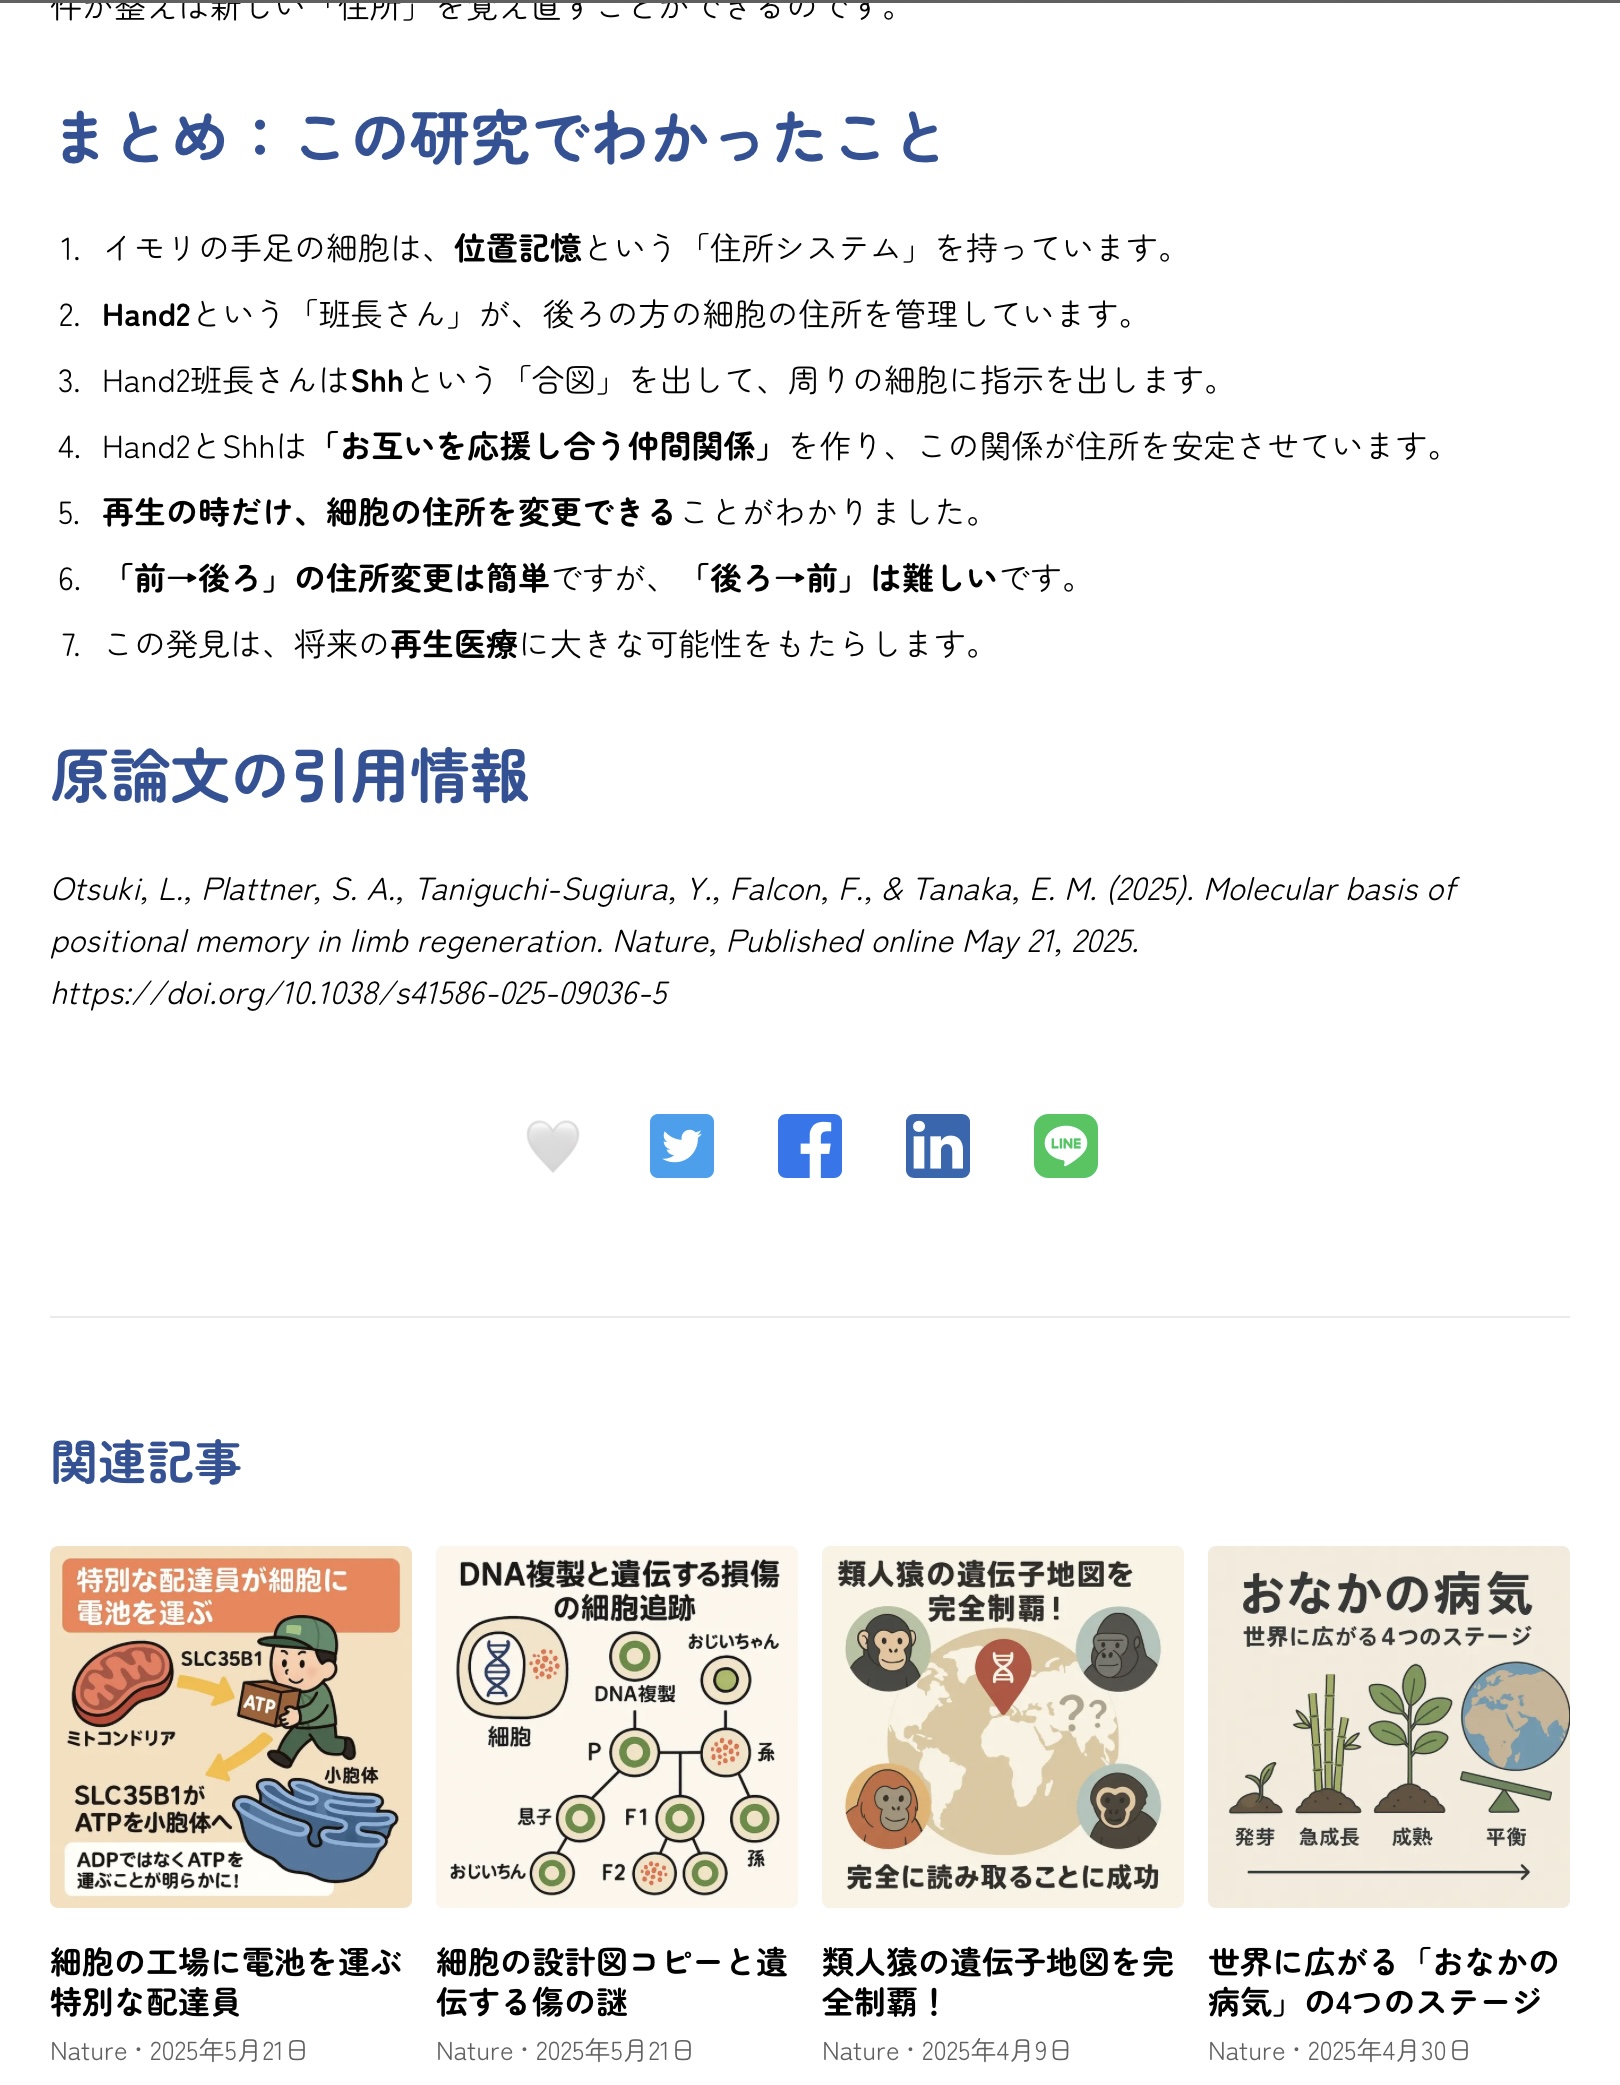 件が整えば新しい「住所」を覚え直すことができるのです。
まとめ：この研究でわかったこと
1. イモリの手足の細胞は、位置記憶という「住所システム」を持っています。
2. Hand2という「班長さん」が、後ろの方の細胞の住所を管理しています。
3. Hand2班長さんはShhという「合図」を出して、周りの細胞に指示を出します。
4. Hand2とShhは「お互いを応援し合う仲間関係」を作り、この関係が住所を安定させています。
5. 再生の時だけ、細胞の住所を変更できることがわかりました。
6. 「前→後ろ」の住所変更は簡単ですが、「後ろ→前」は難しいです。
7. この発見は、将来の再生医療に大きな可能性をもたらします。
原論文の引用情報
Otsuki, L., Plattner, S. A., Taniguchi-Sugiura, Y., Falcon, F., & Tanaka, E. M. (2025). Molecular basis of
positional memory in limb regeneration. Nature, Published online May 21, 2025.
https://doi.org/10.1038/s41586-025-09036-5
LINE
関連記事
特別な配達員が細胞に
電池を運ぶ
SLC35B1
ATP
ミトコンドリア
小胞体
SLC35B1が
ATPを小胞体へ
ADPではなくATPを
運ぶことが明らかに！
DNA複製と遺伝する損傷
の細胞追跡
おじいちゃん
DNA複製
細胞
P
孫
息子
F1
孫
おじいちん
F2
類人猿の遺伝子地図を
完全制覇！
??
完全に読み取ることに成功
おなかの病気
世界に広がる4つのステージ
発芽 急成長 成熟 平衡
細胞の工場に電池を運ぶ
特別な配達員
Nature・2025年5月21日
細胞の設計図コピーと遺
伝する傷の謎
Nature・2025年5月21日
類人猿の遺伝子地図を完
全制覇！
Nature・2025年4月9日
世界に広がる「おなかの
病気」の4つのステージ
Nature・2025年4月30日